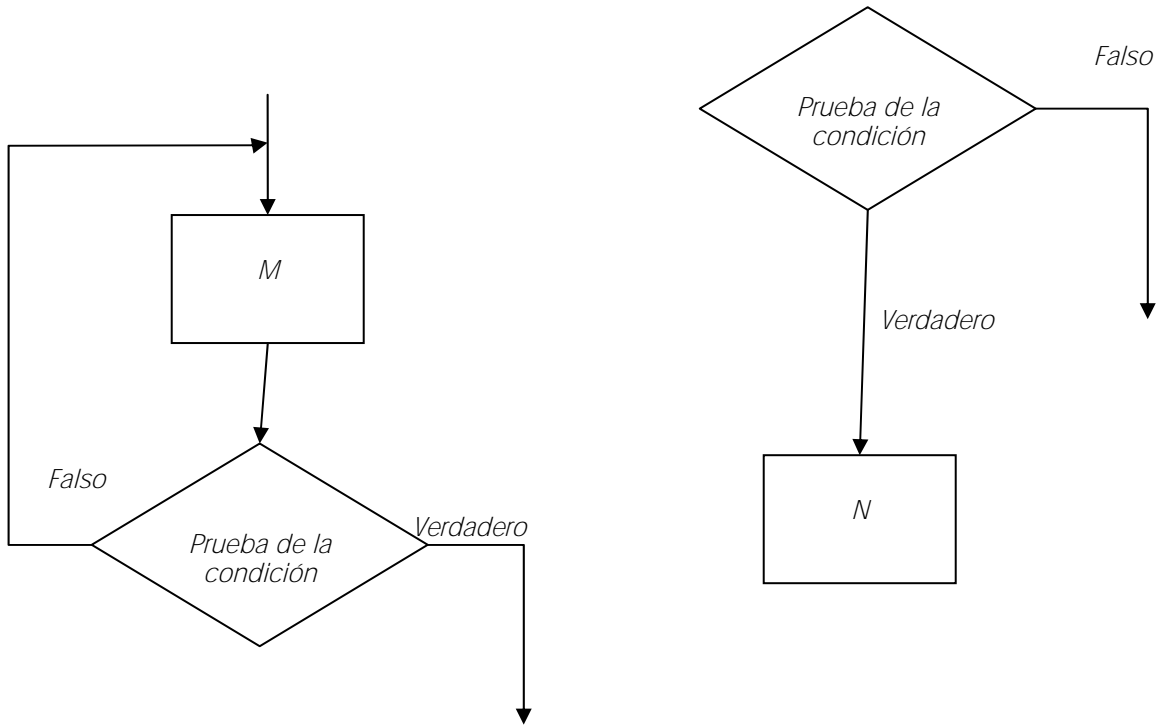 M
Falso
Verdadero
Prueba de la
condición
Falso
Prueba de la
condición
Verdadero
N